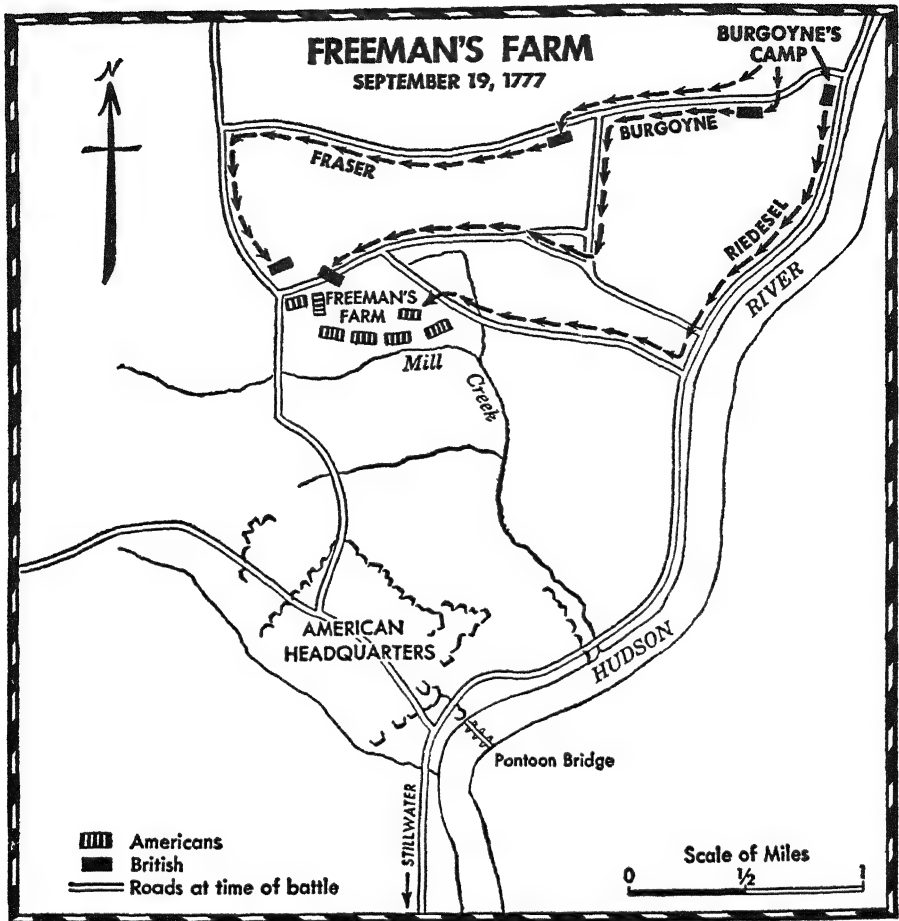 FREEMAN'S FARM
SEPTEMBER 19, 1777
BURGOYNE'S
CAMP
N
BURGOYNE
FRASER
RIEDESEL
RIVER
FREEMAN'S
FARM
Mill
Creek
AMERICAN
HEADQUARTERS
HUDSON
Pontoon Bridge
STILLWATER
Americans
British
Roads at time of battle
Scale of Miles
0 ½ 1